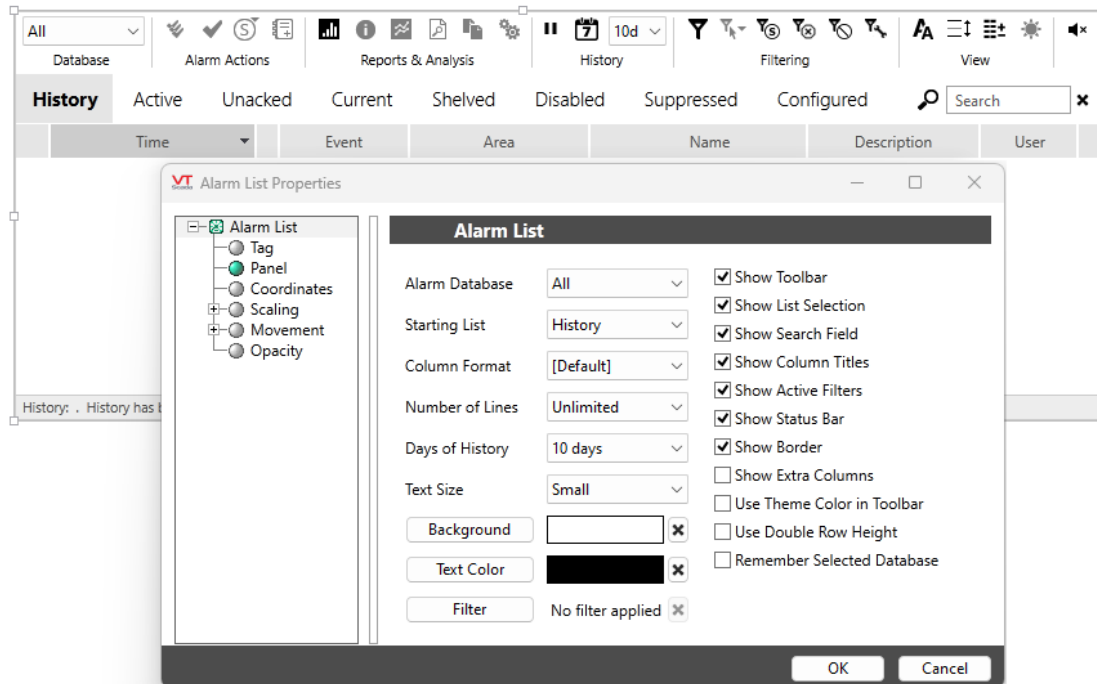 All
10d
Database
Alarm Actions
Reports & Analysis
History
Filtering
View
History Active Unacked Current Shelved Disabled Suppressed Configured Search
Time Event Area Name Description User
VT Alarm List Properties
Alarm List
Tag
Panel
Coordinates
Scaling
Movement
Opacity
Alarm List
Alarm Database All
Starting List History
Column Format [Default]
Number of Lines Unlimited
Days of History 10 days
Text Size Small
Background
Text Color
Filter No filter applied
Show Toolbar
Show List Selection
Show Search Field
Show Column Titles
Show Active Filters
Show Status Bar
Show Border
Show Extra Columns
Use Theme Color in Toolbar
Use Double Row Height
Remember Selected Database
History: . History has
OK Cancel